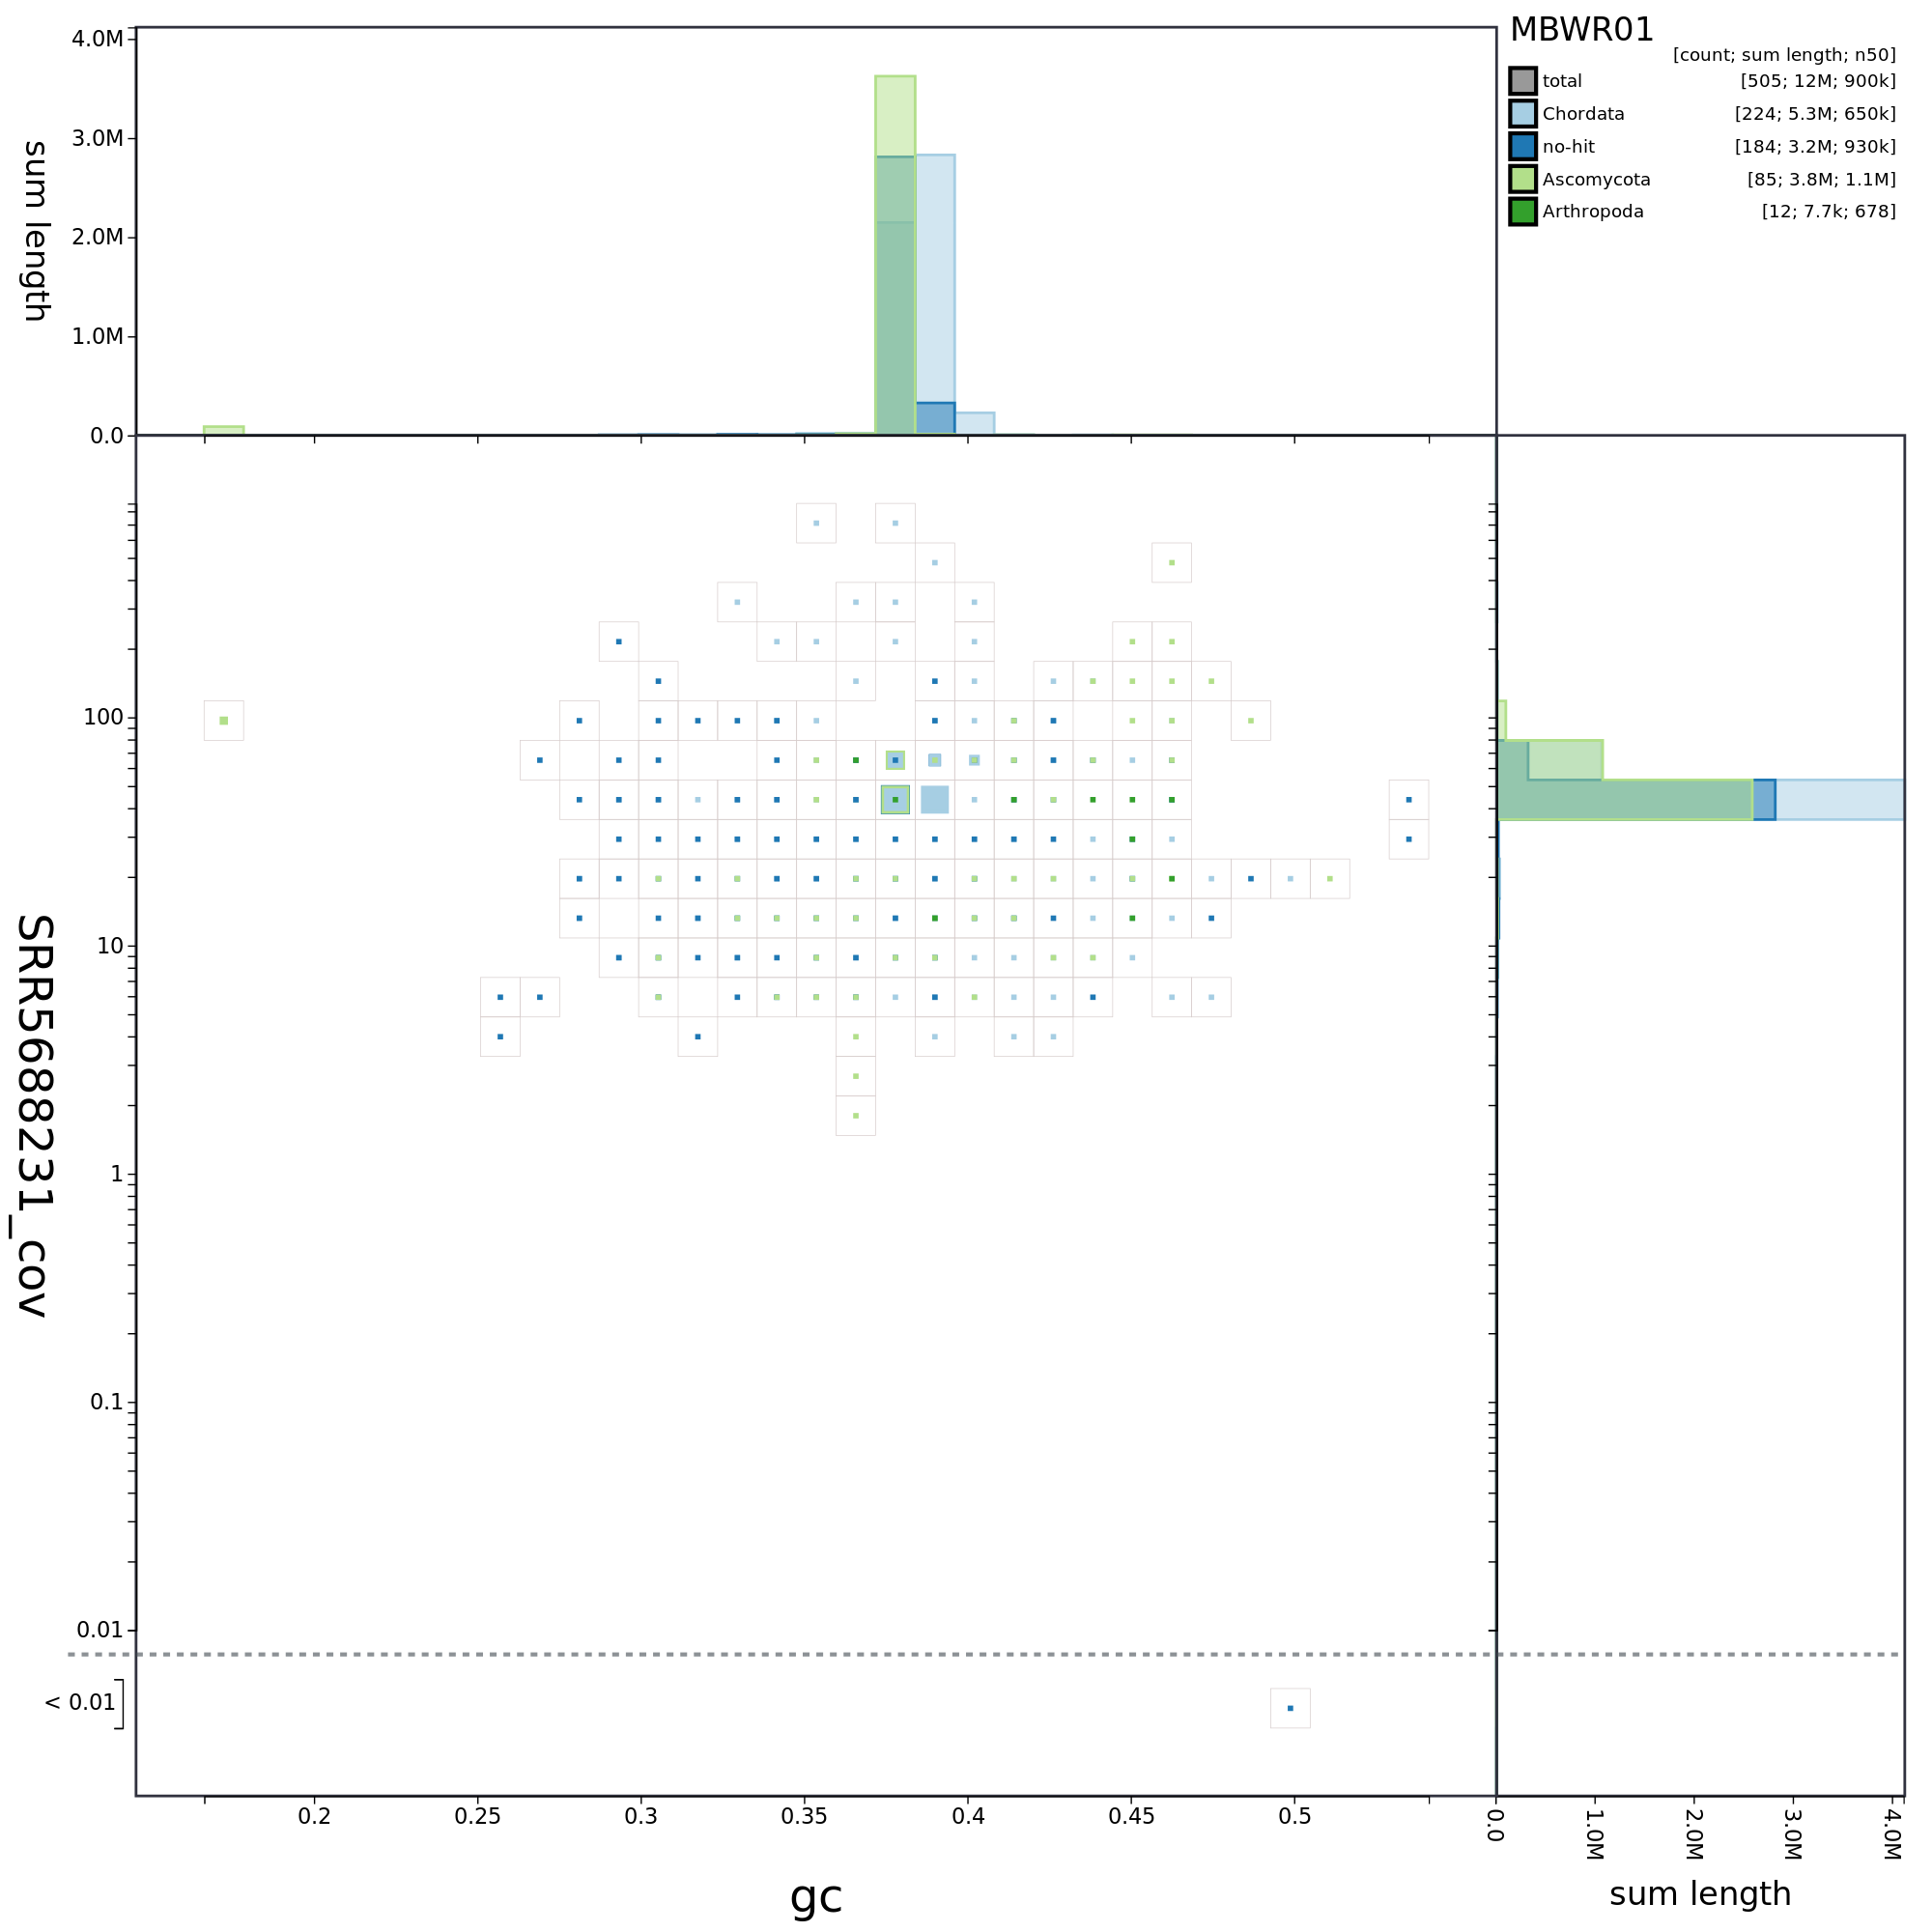 MBWR01
[count; sum length; n50]
total [505; 12M; 900k]
Chordata [224; 5.3M; 650k]
no-hit [184; 3.2M; 930k]
Ascomycota [85; 3.8M; 1.1M]
Arthropoda [12; 7.7k; 678]
4.0M
3.0M
2.0M
1.0M
0.0
sum length
100
10
1
0.1
0.01
< 0.01
SRR5688231_cov
0.2 0.25 0.3 0.35 0.4 0.45 0.5
gc
0.0 1.0M 2.0M 3.0M 4.0M
sum length